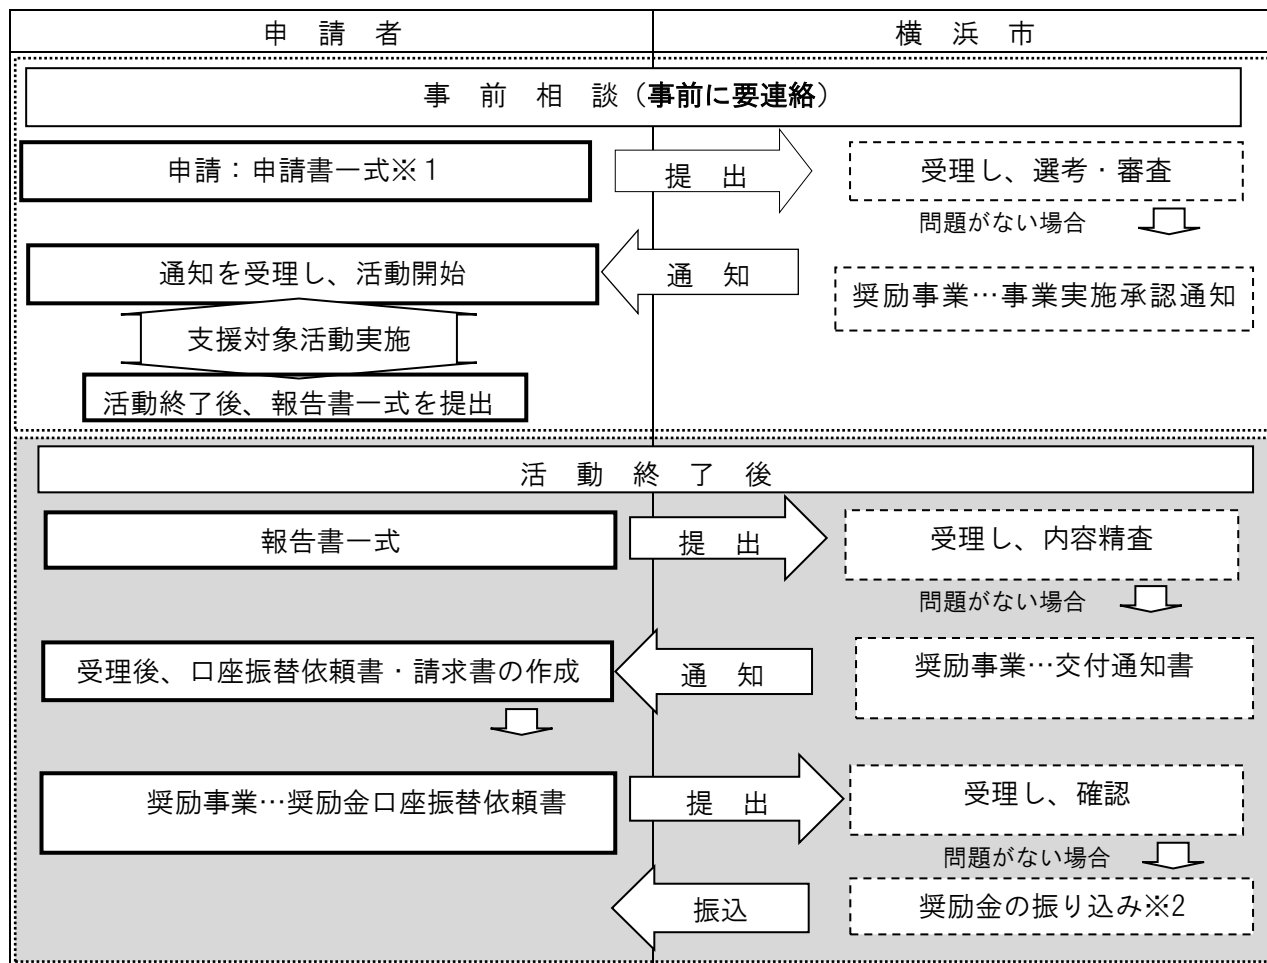 申請者
横浜市
事前相談（事前に要連絡）
申請：申請書一式※１
提出
受理し、選考・審査
問題がない場合
通知を受理し、活動開始
通知
奨励事業…事業実施承認通知
支援対象活動実施
活動終了後、報告書一式を提出
活動終了後
報告書一式
提出
受理し、内容精査
問題がない場合
受理後、口座振替依頼書・請求書の作成
通知
奨励事業…交付通知書
奨励事業…奨励金口座振替依頼書
提出
受理し、確認
問題がない場合
振込
奨励金の振り込み※2